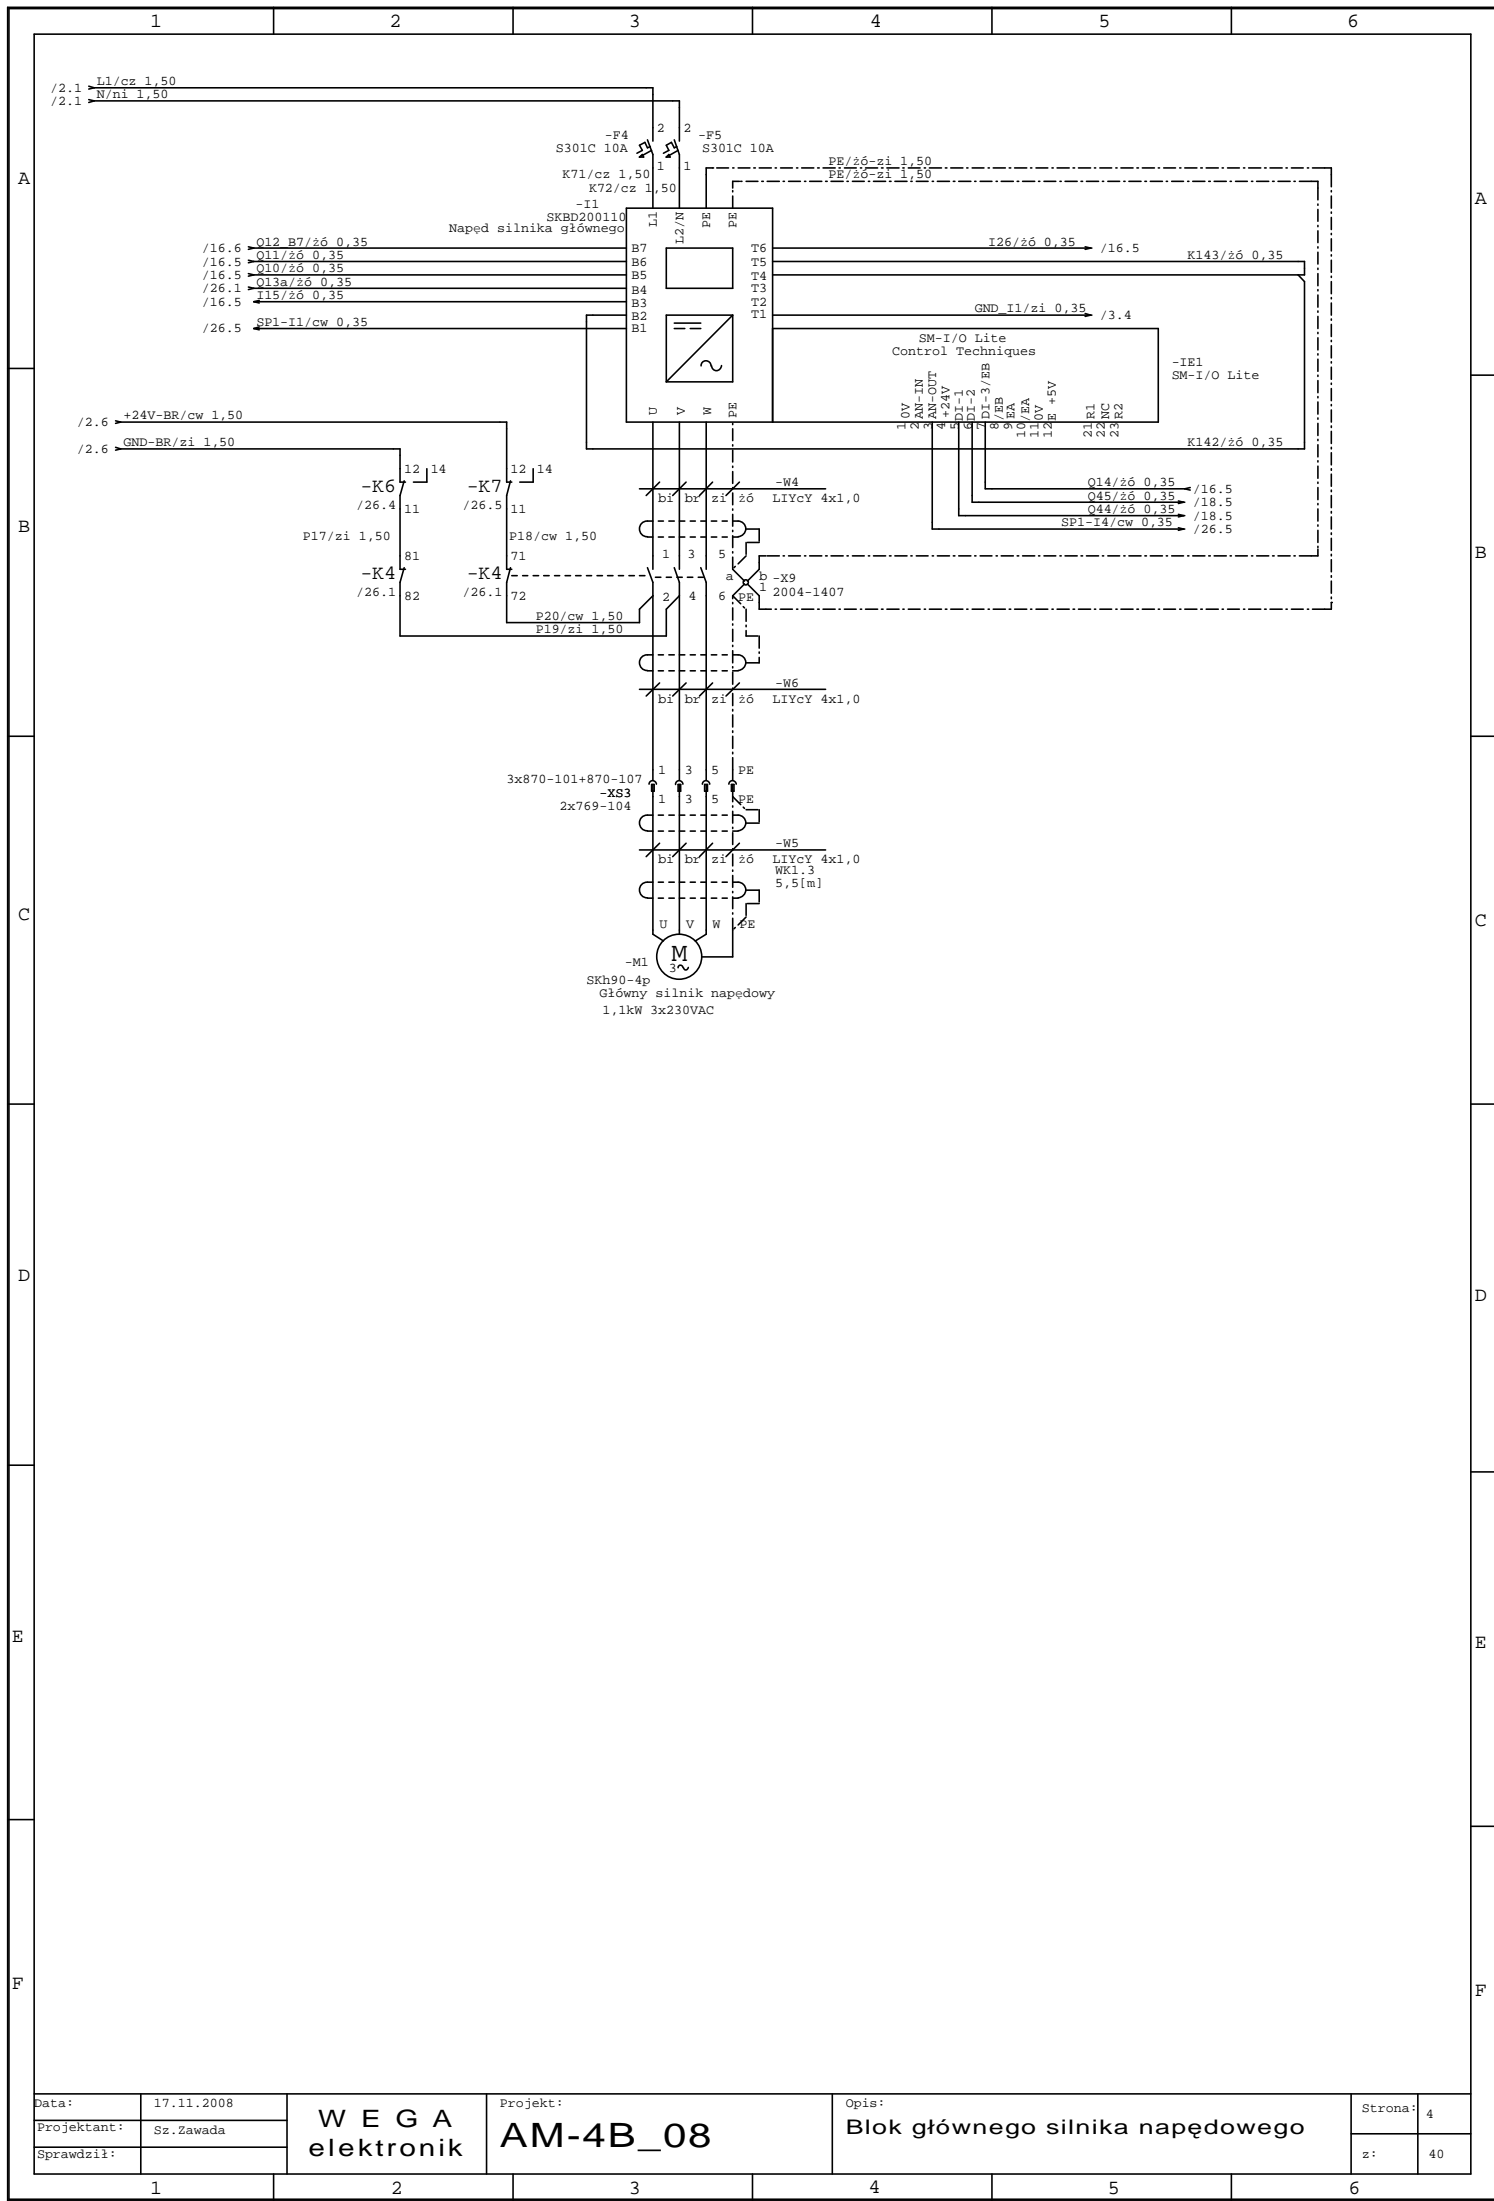 1 2 3 4 5 6
L1/cz 1,50
/2.1
N/ni 1,50
/2.1
2 2
-F4 -F5
S301C 10A S301C 10A
1 1
PE/żó-zi 1,50
PE/żó-zi 1,50
A A
K71/cz 1,50
K72/cz 1,50
-I1
SKBD200110
Napęd silnika głównego
L1 L2/N PE PE
/16.6 Q12_B7/żó 0,35 B7 T6 I26/żó 0,35 /16.5
/16.5 Q11/żó 0,35 B6 T5 K143/żó 0,35
/16.5 Q10/żó 0,35 B5 T4
/26.1 Q13a/żó 0,35 B4 T3
/16.5 I15/żó 0,35 B3 T2
B2 T1 GND_I1/zi 0,35 /3.4
/26.5 SP1-I1/cw 0,35 B1
SM-I/O Lite
Control Techniques
-IE1
SM-I/O Lite
1 0V
2 AN-IN
3 AN-OUT
4 +24V
5 DI-1
6 DI-2
7 DI-3/EB
8 /EB
9 EA
10 /EA
11 0V
12 E +5V
21 R1
22 NC
23 R2
U V W PE
/2.6 +24V-BR/cw 1,50
/2.6 GND-BR/zi 1,50
K142/żó 0,35
12 14 12 14
-K6 -K7
/26.4 11 /26.5 11
bi br zi żó
-W4
LIYcY 4x1,0
Q14/żó 0,35 /16.5
Q45/żó 0,35 /18.5
Q44/żó 0,35 /18.5
SP1-I4/cw 0,35 /26.5
B B
P17/zi 1,50 P18/cw 1,50
81 71 1 3 5
-K4 -K4 a b -X9
/26.1 82 /26.1 72 2 4 6 PE 1 2004-1407
P20/cw 1,50
P19/zi 1,50
-W6
bi br zi żó LIYcY 4x1,0
1 3 5 PE
3x870-101+870-107
-XS3
2x769-104
1 3 5 PE
-W5
bi br zi żó LIYcY 4x1,0
WK1.3
5,5[m]
C C
U V W PE
M
3~
-M1
SKh90-4p
Główny silnik napędowy
1,1kW 3x230VAC
D D
E E
F F
Data: 17.11.2008
Projektant: Sz.Zawada
Sprawdził:
W E G A
elektronik
Projekt:
AM-4B_08
Opis:
Blok głównego silnika napędowego
Strona: 4
z: 40
1 2 3 4 5 6